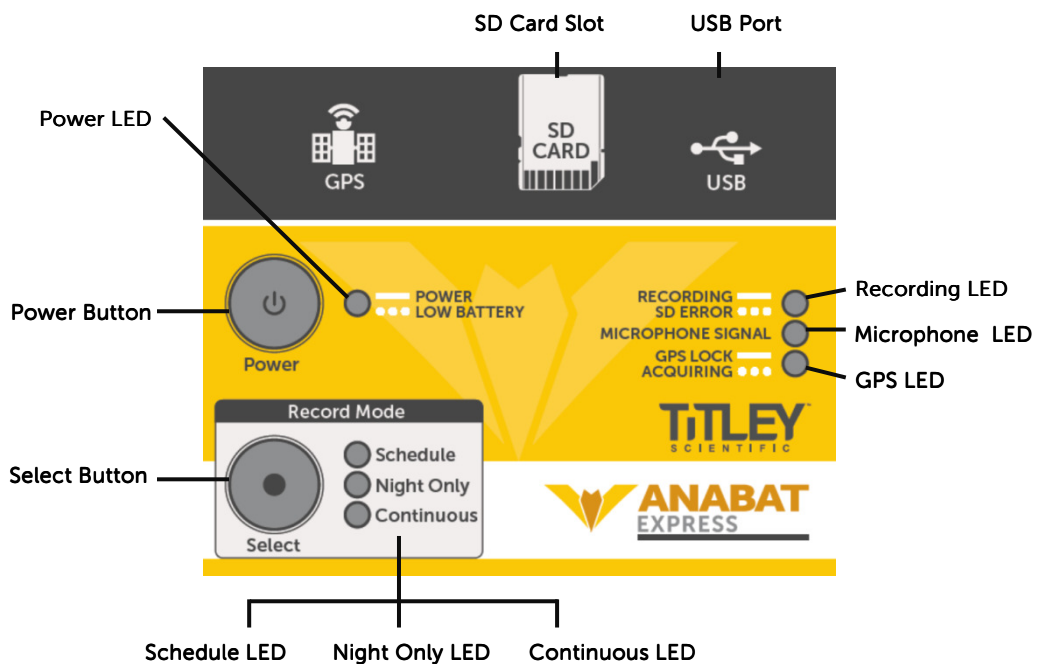 SD Card Slot
USB Port
Power LED
GPS
SD
CARD
USB
Power Button
Power
POWER
LOW BATTERY
RECORDING
SD ERROR
MICROPHONE SIGNAL
GPS LOCK
ACQUIRING
Recording LED
Microphone LED
GPS LED
TiTLEY™
SCIENTIFIC
Record Mode
Select Button
Select
Schedule
Night Only
Continuous
ANABAT
EXPRESS
Schedule LED
Night Only LED
Continuous LED